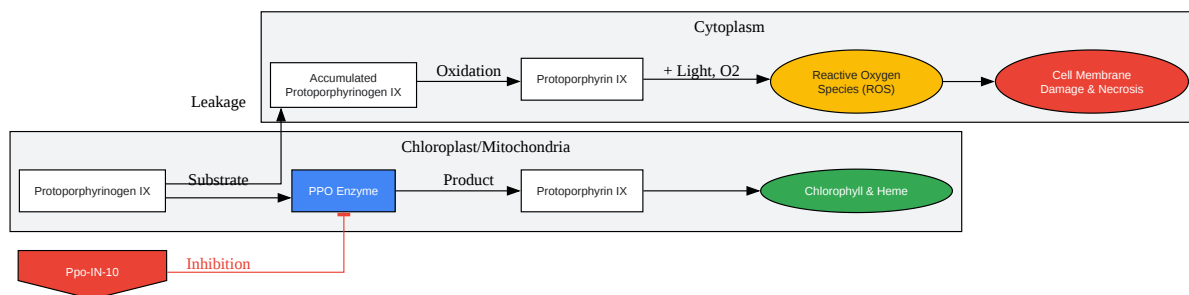 Cytoplasm
Accumulated
Protoporphyrinogen IX
Oxidation
Protoporphyrin IX
+ Light, O2
Reactive Oxygen
Species (ROS)
Cell Membrane
Damage & Necrosis
Leakage
Chloroplast/Mitochondria
Protoporphyrinogen IX
Substrate
PPO Enzyme
Product
Protoporphyrin IX
Chlorophyll & Heme
Ppo-IN-10
Inhibition